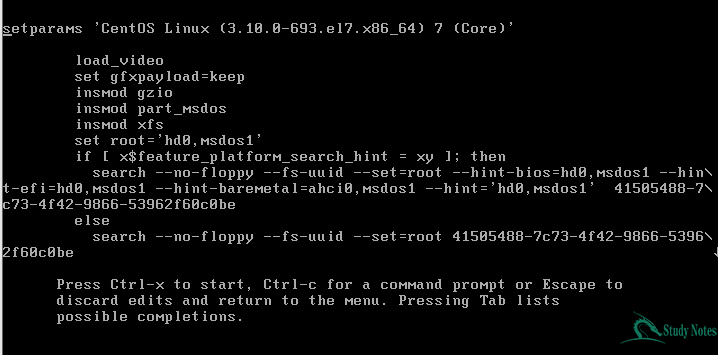 setparams 'CentOS Linux (3.10.0-693.el7.x86_64) 7 (Core)'
load_video
set gfxpayload=keep
insmod gzio
insmod part_msdos
insmod xfs
set root='hd0,msdos1'
if [ x$feature_platform_search_hint = xy ]; then
search --no-floppy --fs-uuid --set=root --hint-bios=hd0,msdos1 --hin\
t-efi=hd0,msdos1 --hint-baremetal=ahci0,msdos1 --hint='hd0,msdos1'  41505488-7\
c73-4f42-9866-53962f60c0be
else
search --no-floppy --fs-uuid --set=root 41505488-7c73-4f42-9866-5396\
2f60c0be
Press Ctrl-x to start, Ctrl-c for a command prompt or Escape to
discard edits and return to the menu. Pressing Tab lists
possible completions.
Study Notes